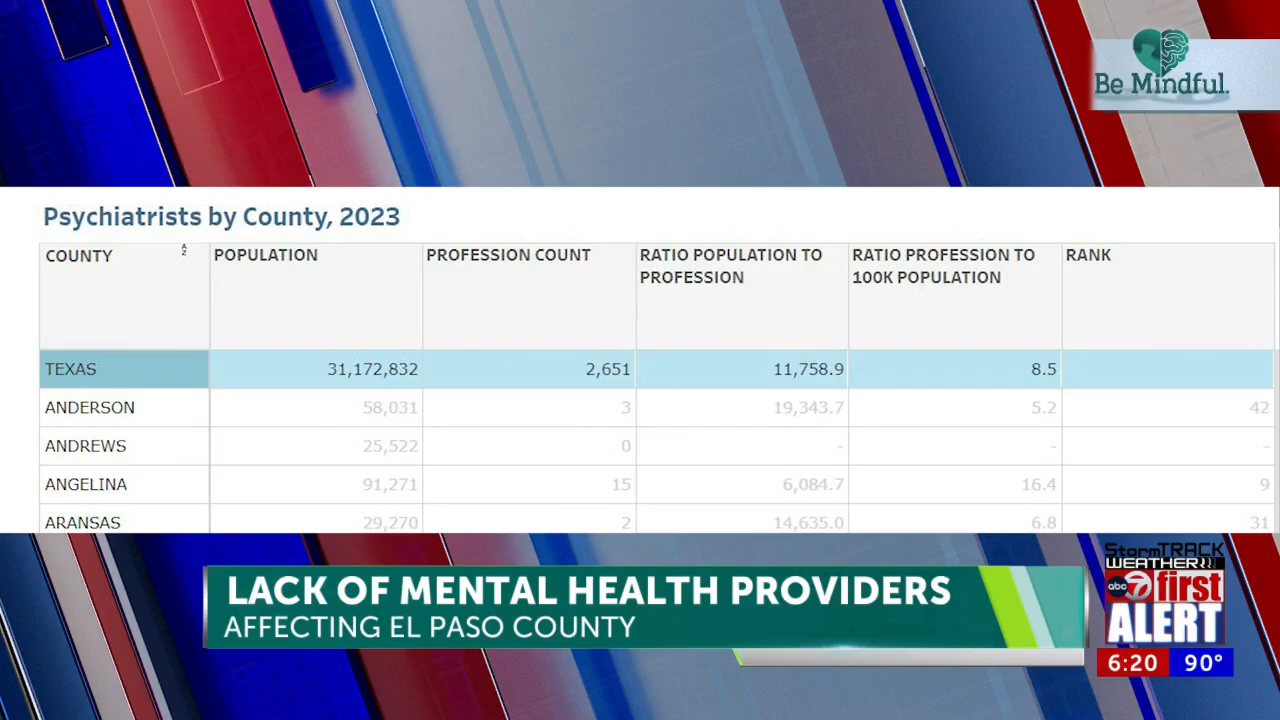 Be Mindful.
Psychiatrists by County, 2023
COUNTY A Z POPULATION PROFESSION COUNT RATIO POPULATION TO PROFESSION RATIO PROFESSION TO 100K POPULATION RANK
TEXAS 31,172,832 2,651 11,758.9 8.5
ANDERSON 58,031 3 19,343.7 5.2 42
ANDREWS 25,522 0 - - -
ANGELINA 91,271 15 6,084.7 16.4 9
ARANSAS 29,270 2 14,635.0 6.8 31
LACK OF MENTAL HEALTH PROVIDERS
AFFECTING EL PASO COUNTY
StormTRACK
WEATHER
abc 7 first
ALERT
6:20 90°